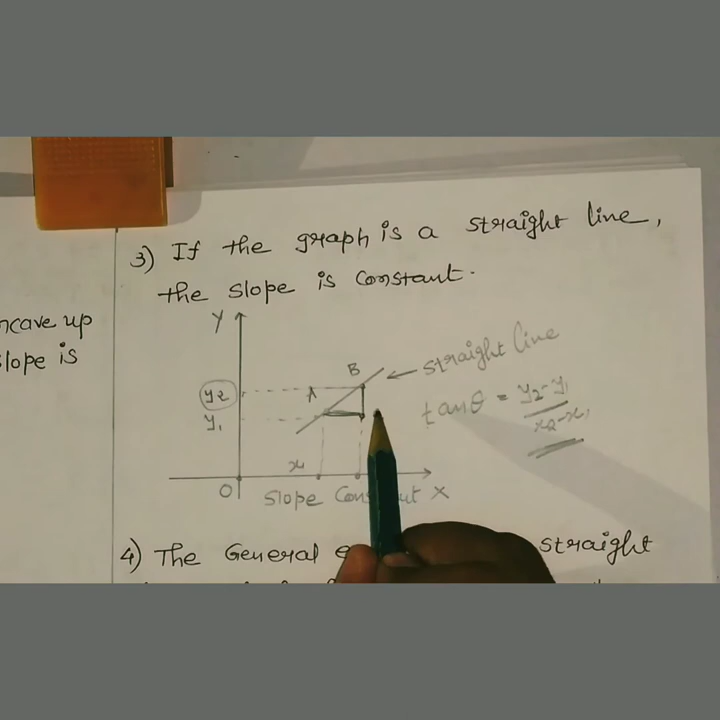 3) If the graph is a straight line,
the slope is constant.
ncave up
slope is
Y
B
← straight line
y2
A
tanθ = y2-y1
x2-x1
y1
x1
O
X
Slope
4) The General
straight